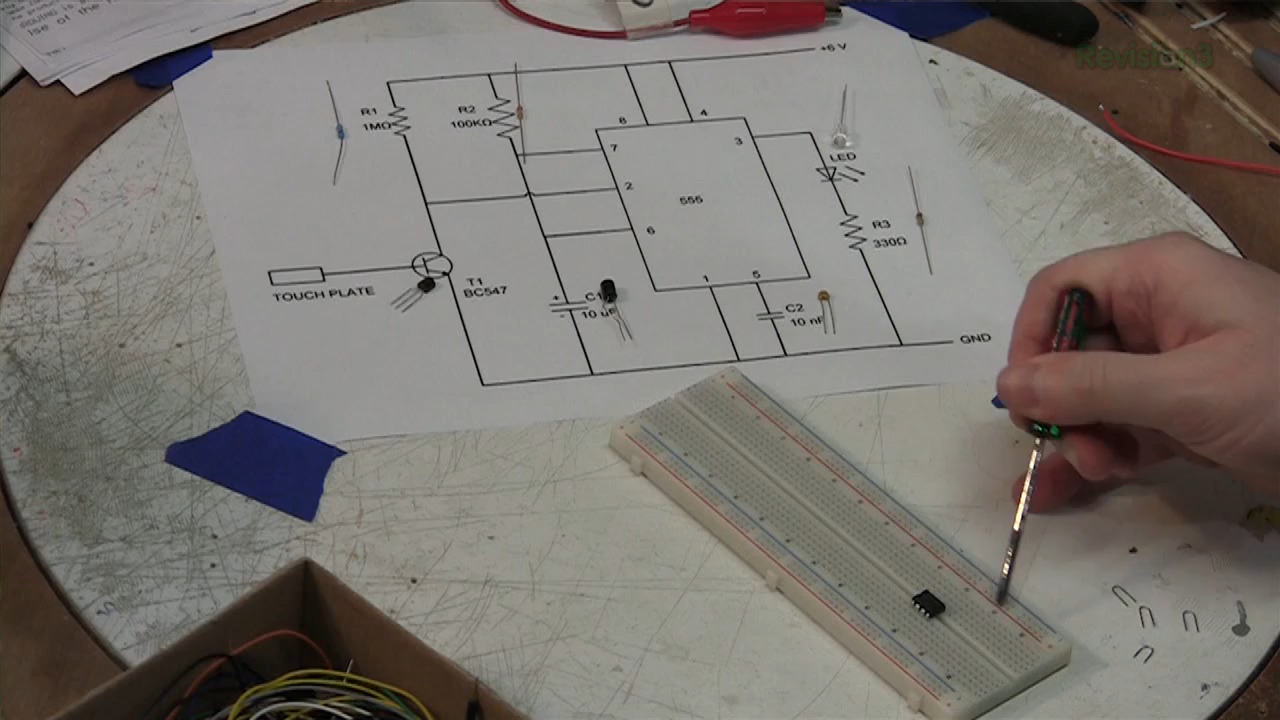 Revision3
+6 V
R1
1MΩ
R2
100KΩ
8
4
7
3
2
555
6
LED
R3
330Ω
TOUCH PLATE
T1
BC547
+
C1
-
10 uF
1
5
C2
10 nF
GND